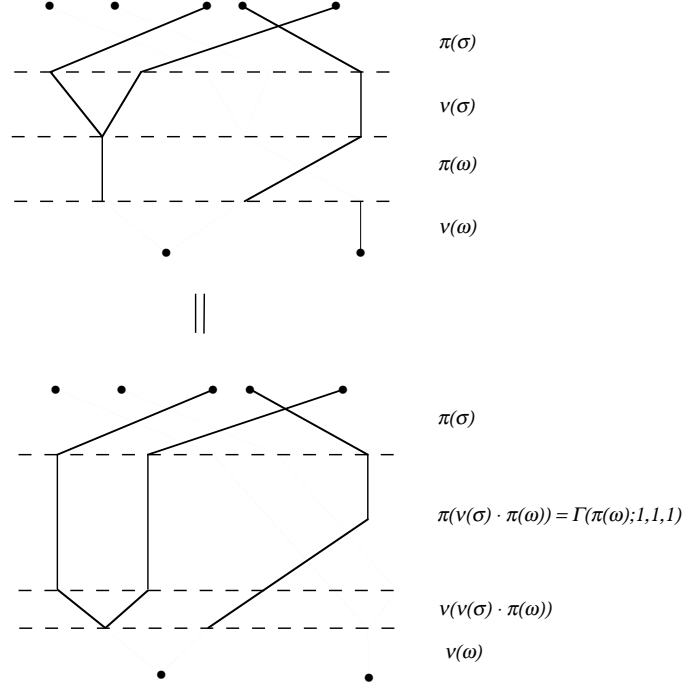 π(σ)
ν(σ)
π(ω)
ν(ω)
π(σ)
π(ν(σ) · π(ω)) = Γ(π(ω);1,1,1)
ν(ν(σ) · π(ω))
ν(ω)